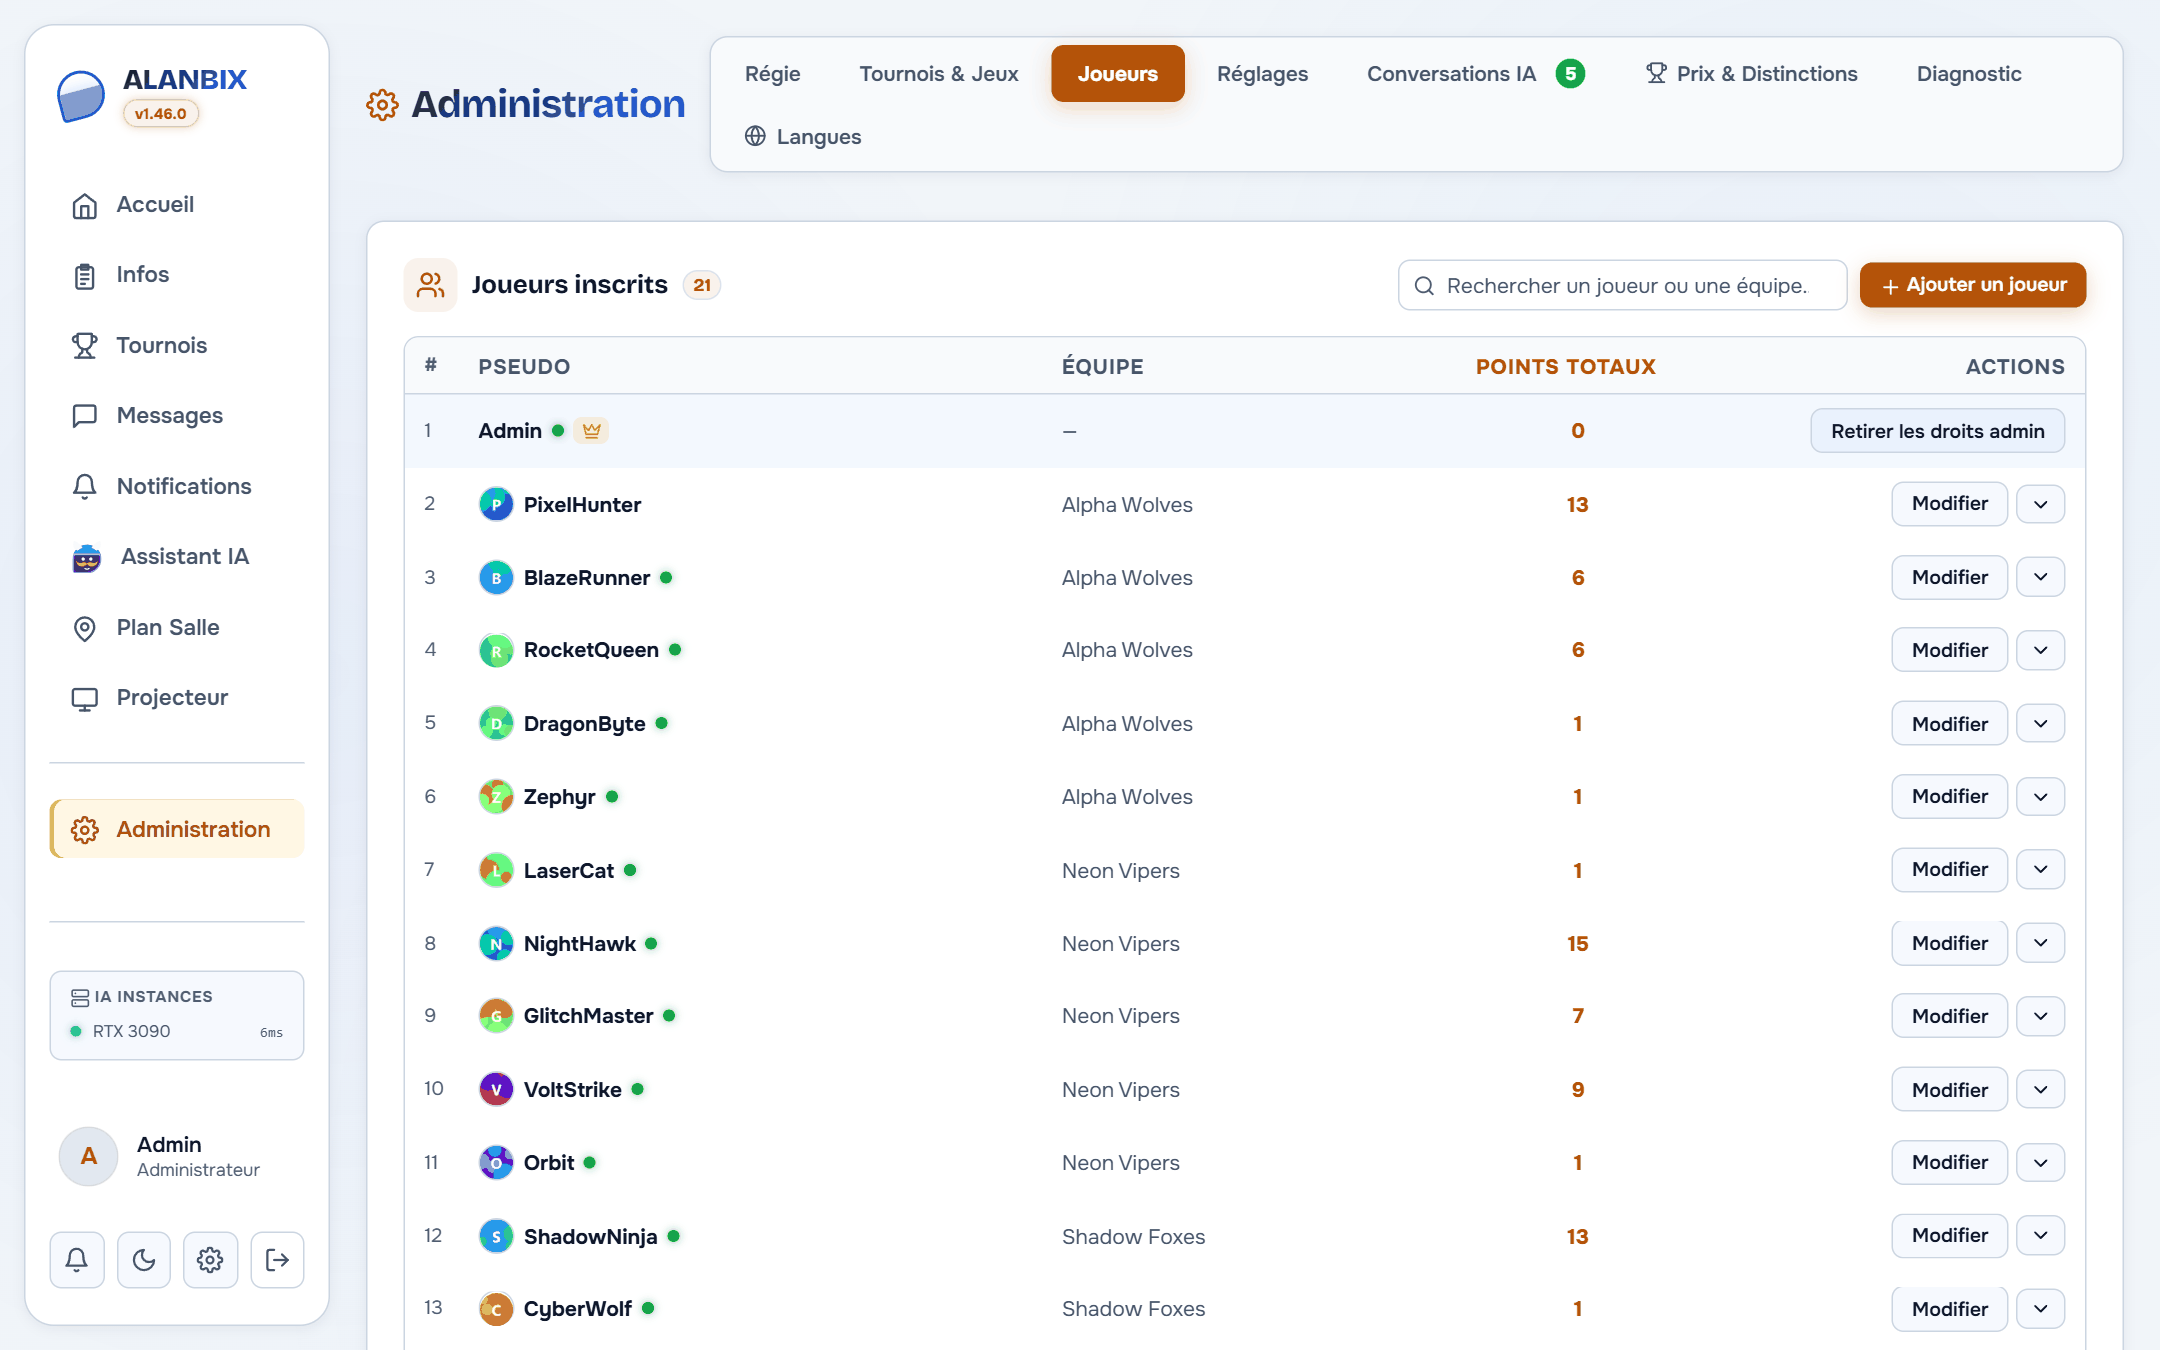 ALANBIX
v1.46.0
Accueil
Infos
Tournois
Messages
Notifications
Assistant IA
Plan Salle
Projecteur
Administration
IA INSTANCES
RTX 3090 6ms
A
Admin
Administrateur
Administration
Régie Tournois & Jeux Joueurs Réglages Conversations IA 5 Prix & Distinctions Diagnostic
Langues
Joueurs inscrits 21
Rechercher un joueur ou une équipe..
+ Ajouter un joueur
# PSEUDO ÉQUIPE POINTS TOTAUX ACTIONS
1 Admin — 0 Retirer les droits admin
2 P PixelHunter Alpha Wolves 13 Modifier
3 B BlazeRunner Alpha Wolves 6 Modifier
4 R RocketQueen Alpha Wolves 6 Modifier
5 D DragonByte Alpha Wolves 1 Modifier
6 Z Zephyr Alpha Wolves 1 Modifier
7 L LaserCat Neon Vipers 1 Modifier
8 N NightHawk Neon Vipers 15 Modifier
9 G GlitchMaster Neon Vipers 7 Modifier
10 V VoltStrike Neon Vipers 9 Modifier
11 O Orbit Neon Vipers 1 Modifier
12 S ShadowNinja Shadow Foxes 13 Modifier
13 C CyberWolf Shadow Foxes 1 Modifier